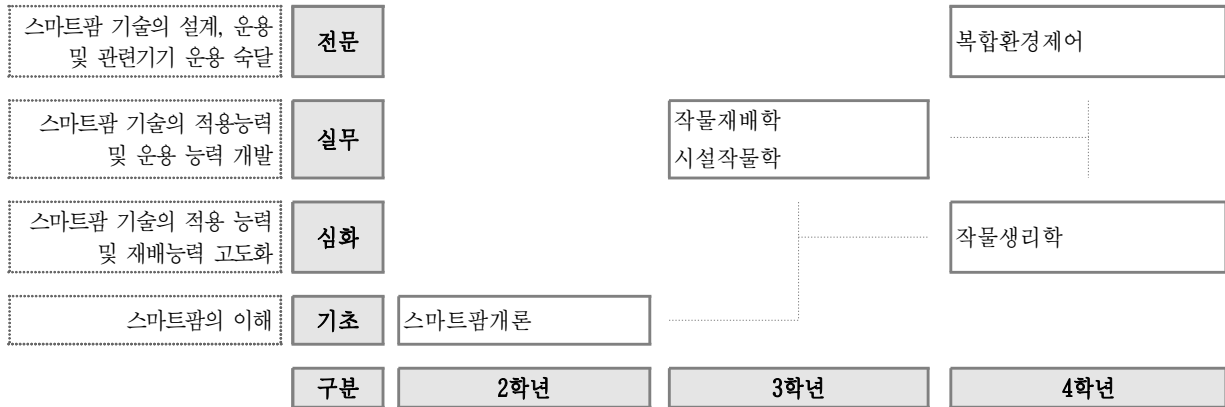 스마트팜 기술의 설계, 운용
및 관련기기 운용 숙달
전문
복합환경제어
스마트팜 기술의 적용능력
및 운용 능력 개발
실무
작물재배학
시설작물학
스마트팜 기술의 적용 능력
및 재배능력 고도화
심화
작물생리학
스마트팜의 이해
기초
스마트팜개론
구분
2학년
3학년
4학년